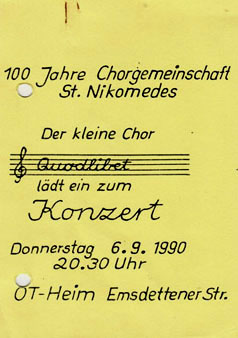 100 Jahre Chorgemeinschaft
St. Nikomedes
Der kleine Chor
Quodlibet
lädt ein zum
Konzert
Donnerstag 6.9.1990
20.30 Uhr
OT-Heim Emsdettener Str.